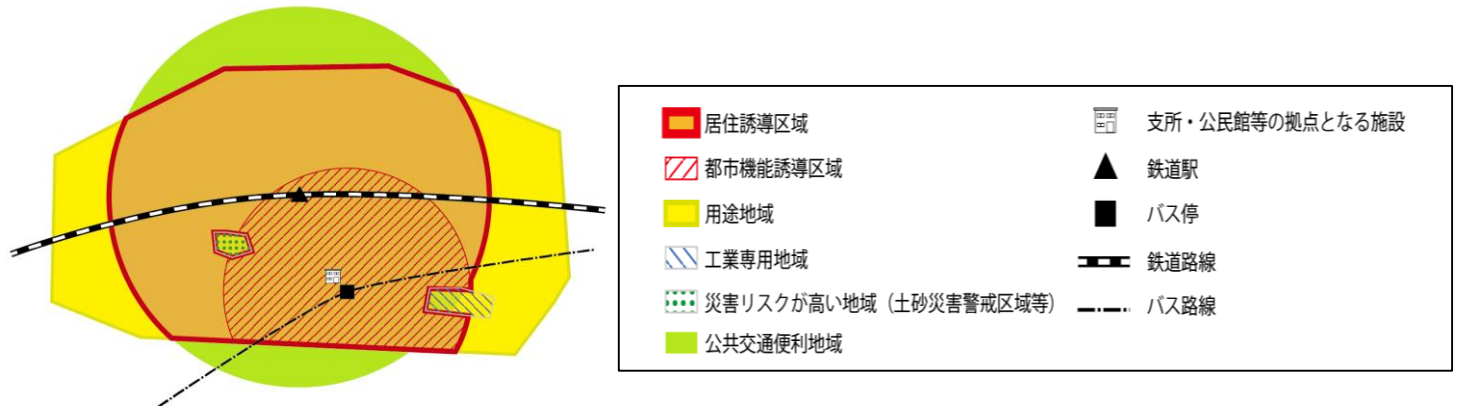 居住誘導区域
都市機能誘導区域
用途地域
工業専用地域
災害リスクが高い地域（土砂災害警戒区域等）
公共交通便利地域
支所・公民館等の拠点となる施設
鉄道駅
バス停
鉄道路線
バス路線